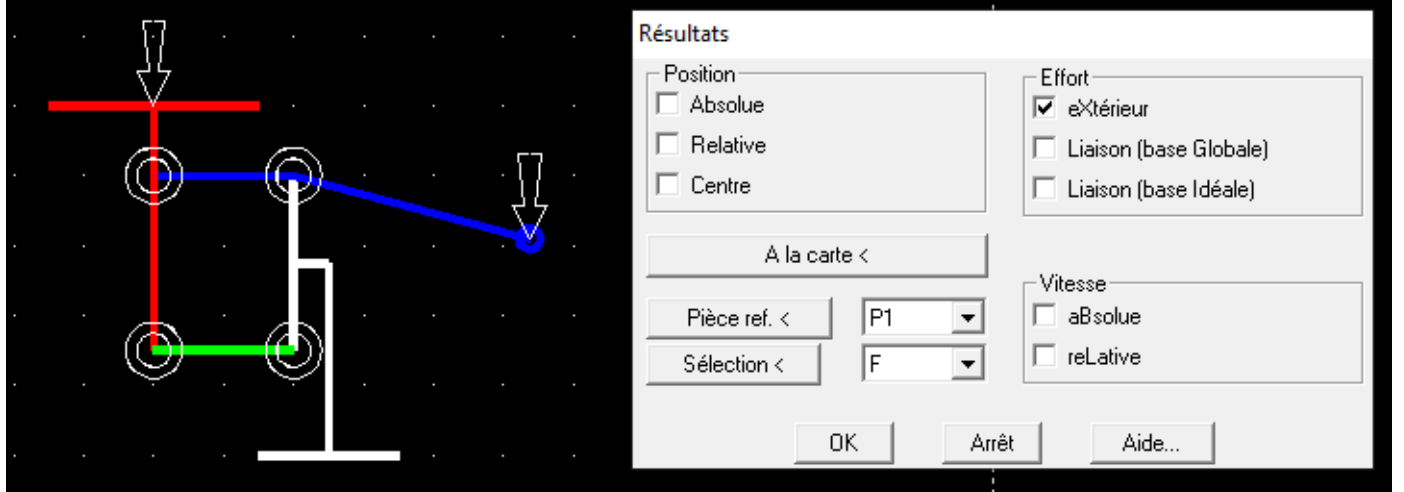 Résultats
Position
Absolue
Relative
Centre
A la carte <
Pièce ref. <
P1
Sélection <
F
Effort
eXtérieur
Liaison (base Globale)
Liaison (base Idéale)
Vitesse
aBsolue
reLative
OK
Arrêt
Aide...